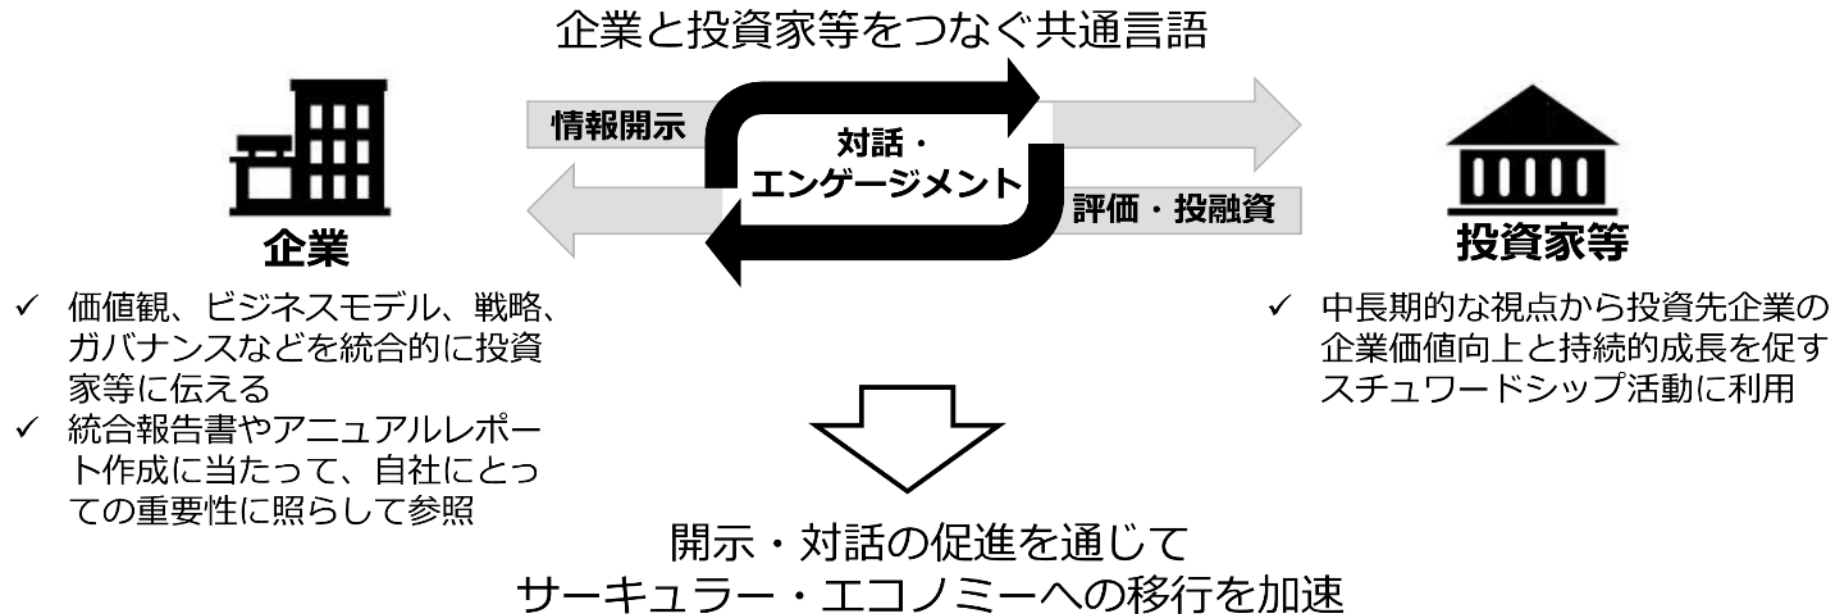 企業と投資家等をつなぐ共通言語
情報開示
対話・
エンゲージメント
評価・投融資
企業
投資家等
✓ 価値観、ビジネスモデル、戦略、
ガバナンスなどを統合的に投資
家等に伝える
✓ 統合報告書やアニュアルレポー
ト作成に当たって、自社にとっ
ての重要性に照らして参照
✓ 中長期的な視点から投資先企業の
企業価値向上と持続的成長を促す
スチュワードシップ活動に利用
開示・対話の促進を通じて
サーキュラー・エコノミーへの移行を加速